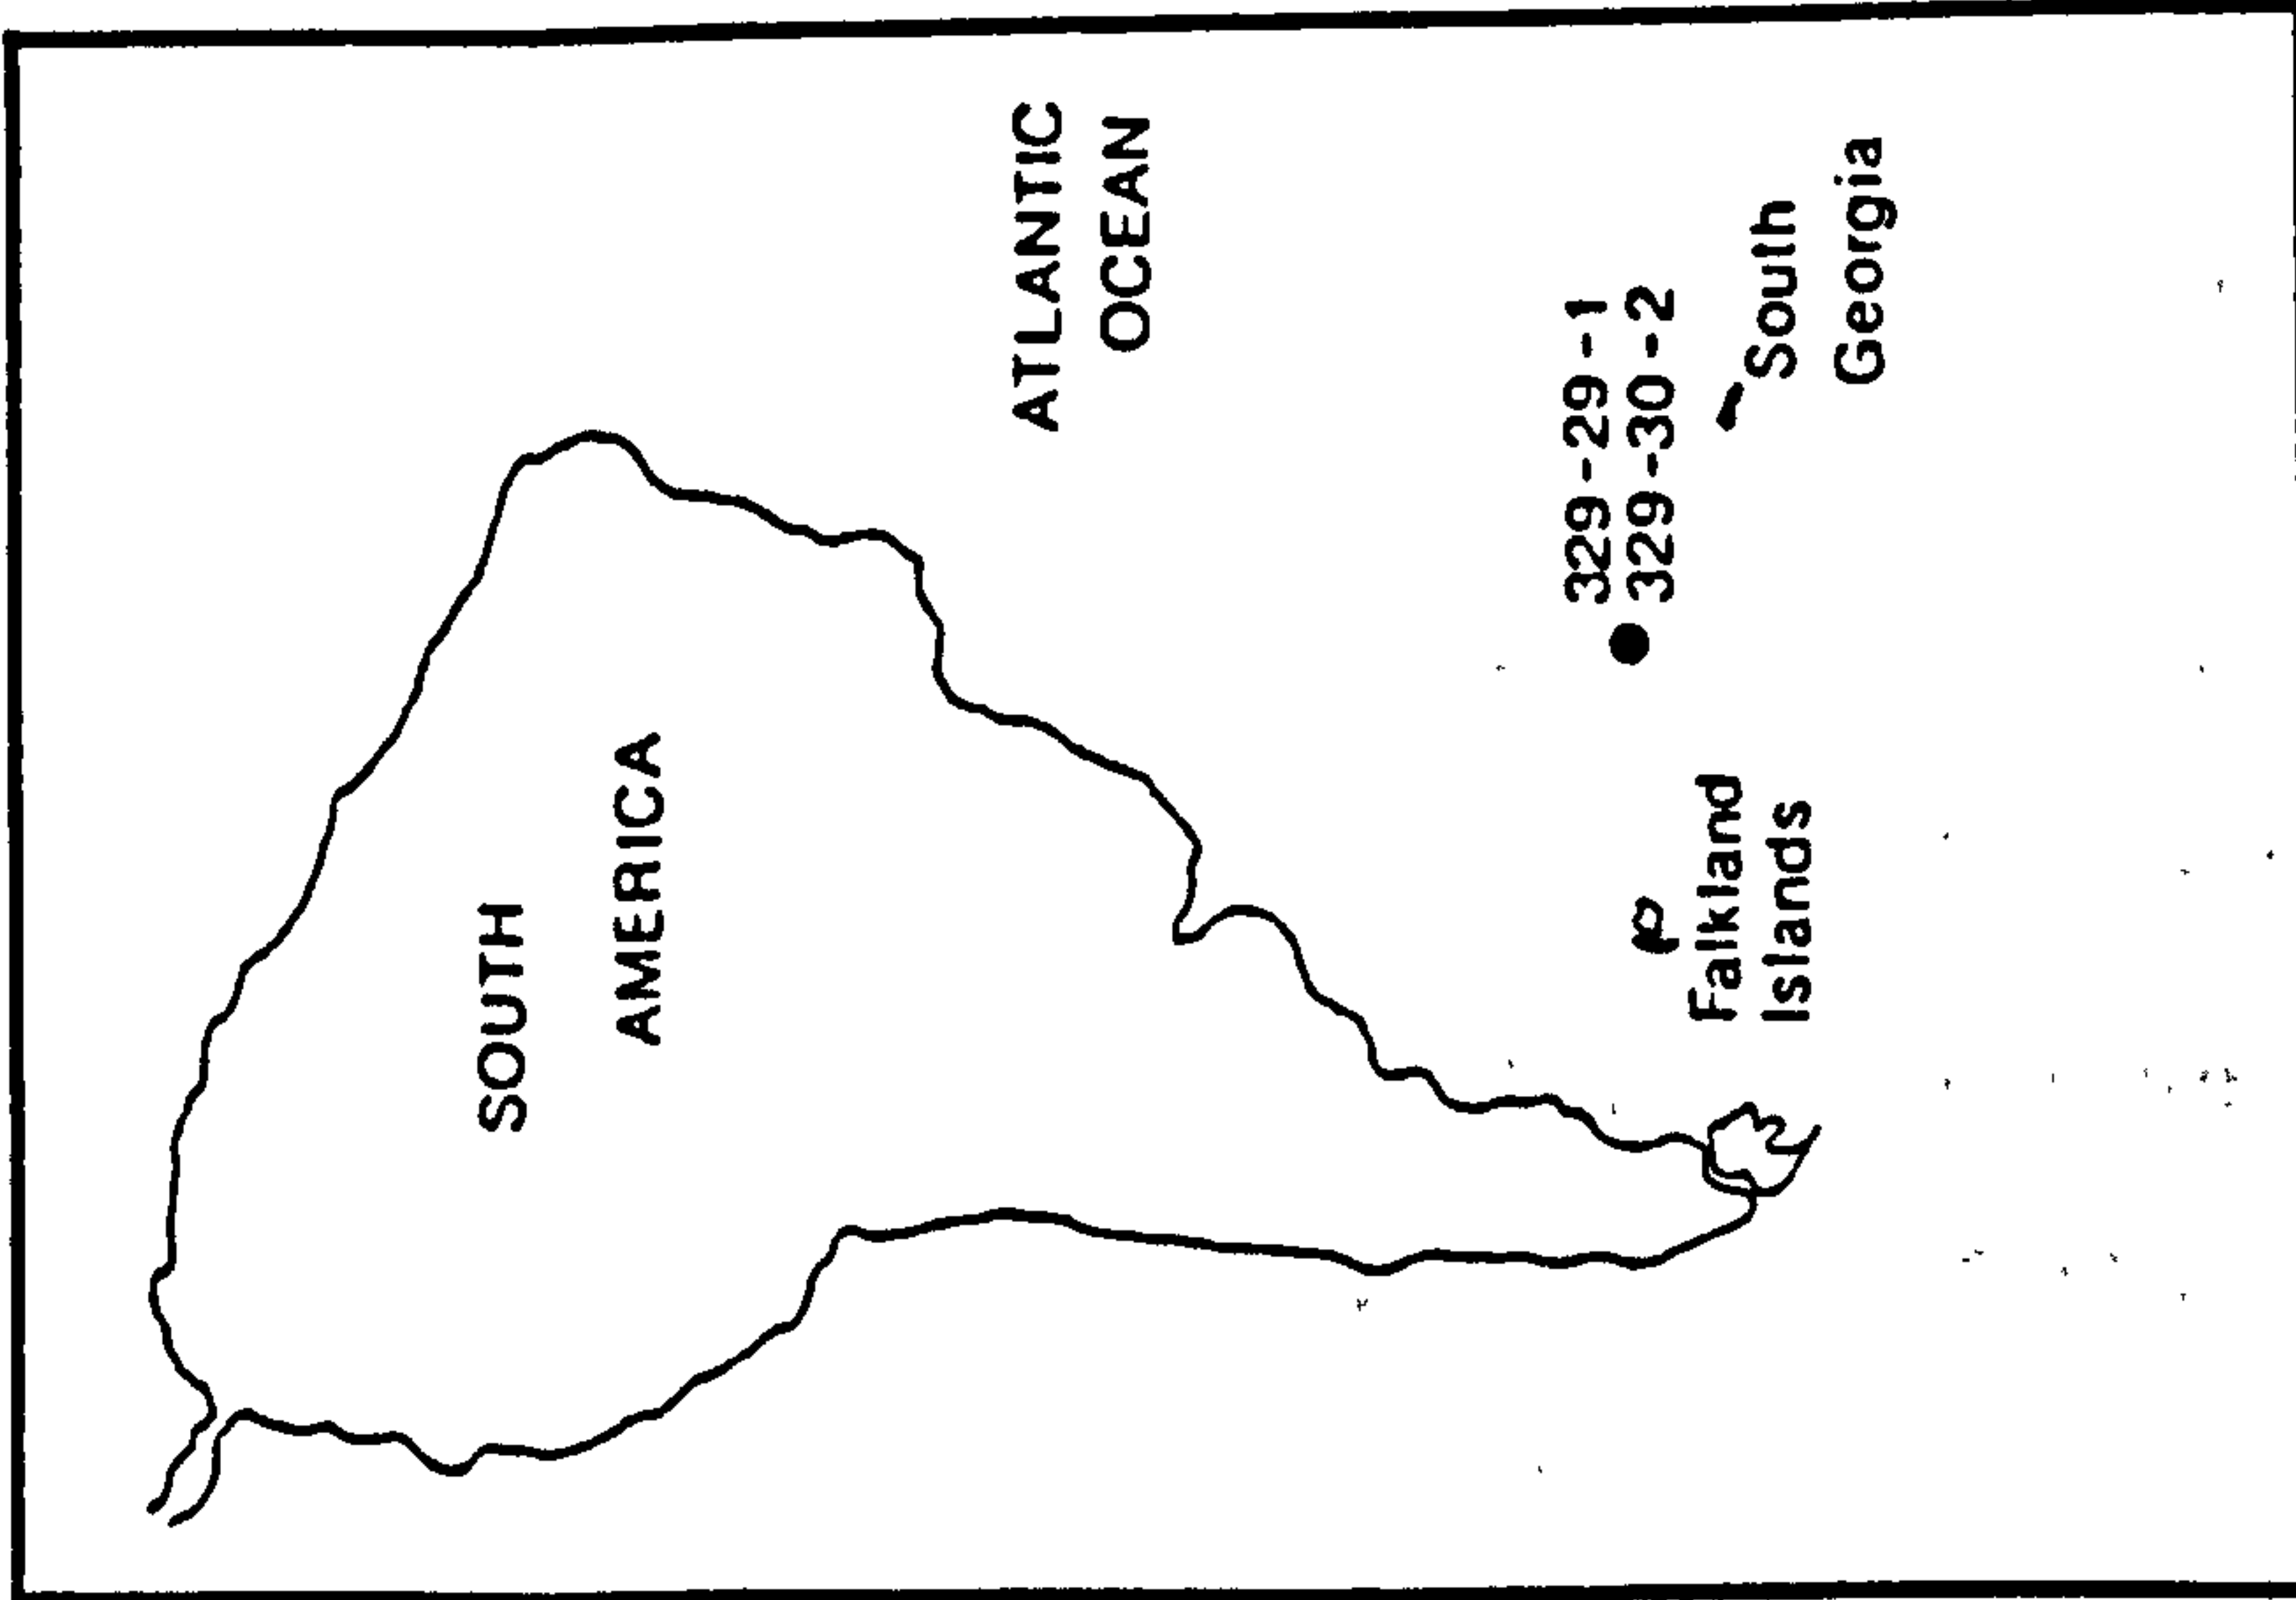 SOUTH
AMERICA
ATLANTIC
OCEAN
329-29-1
329-30-2
Falkland
Islands
South
Georgia